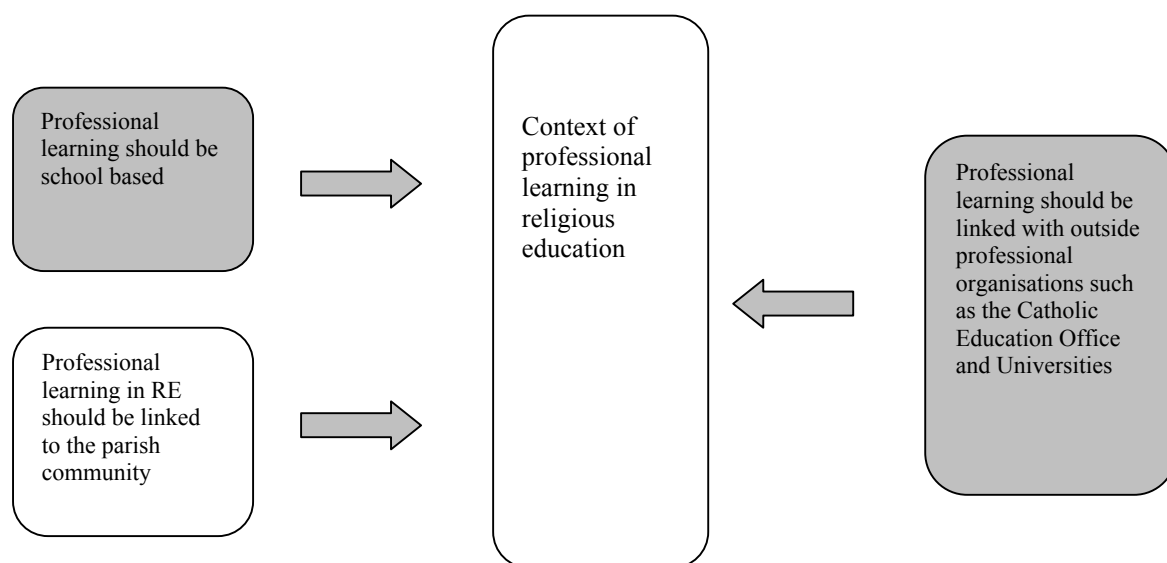 Professional
learning should be
school based
Professional
learning in RE
should be linked
to the parish
community
Context of
professional
learning in
religious
education
Professional
learning should be
linked with outside
professional
organisations such
as the Catholic
Education Office
and Universities